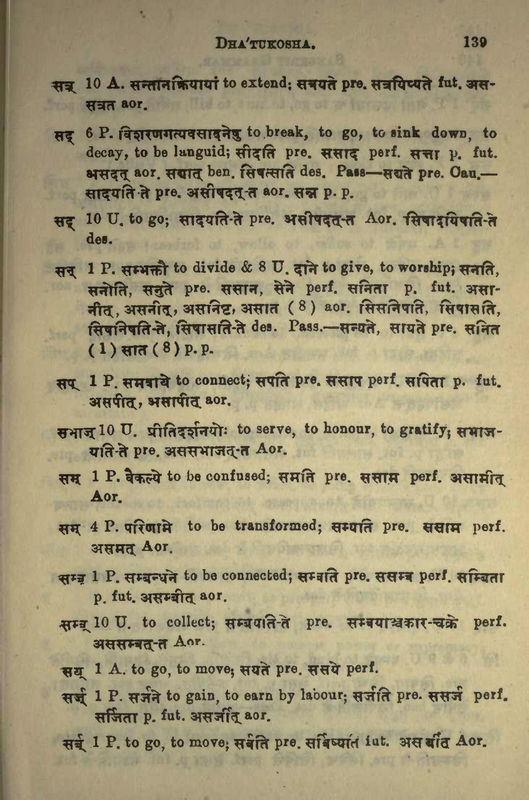 DHA'TUKOSHA. 139
सत्र् 10 A. सन्तानक्रियायां to extend; सत्रयते pre. सत्रयिष्यते fut. अस-
सत्रत aor.
सद् 6 P. विशरणगत्यवसादनेषु to break, to go, to sink down, to
decay, to be languid; सीदति pre. ससाद perf. सत्ता p. fut.
असदत् aor. सद्यात् ben. सिषत्सति des. Pass—सद्यते pre. Cau.—
सादयति-ते pre. असीषदत्-त aor. सन्न p. p.
सद् 10 U. to go; सादयति-ते pre. असीषदत्-त Aor. सिषादयिषति-ते
des.
सन् 1 P. सम्भक्तौ to divide & 8 U. दाने to give, to worship; सनति,
सनोति, सनुते pre. ससान, सेने perf. सनिता p. fut. असा-
नीत्, असनीत्, असनिष्ट, असात (8) aor. सिसनिषति, सिषासति,
सिषनिषति-ते, सिषासति-ते des. Pass.—सन्यते, सायते pre. सनित
(1) सात (8) p.p.
सप् 1 P. समवाये to connect; सपति pre. ससाप perf. सपिता p. fut.
असपीत्, असापीत् aor.
सभाज् 10 U. प्रीतिदर्शनयोः to serve, to honour, to gratify; सभाज-
यति-ते pre. अससभाजत्-त Aor.
सम् 1 P. वैकल्ये to be confused; समति pre. ससाम perf. असामीत्
Aor.
सम् 4 P. परिणामे to be transformed; सम्यति pre. ससाम perf.
असमत् Aor.
सम्ब् 1 P. सम्बन्धने to be connected; सम्बति pre. ससम्ब perf. सम्बिता
p. fut. असम्बीत् aor.
सम्ब् 10 U. to collect; सम्बयति-ते pre. सम्बयाञ्चकार-चक्रे perf.
अससम्बत्-त Aor.
सय् 1 A. to go, to move; सयते pre. ससये perf.
सर्ज् 1 P. सर्जने to gain, to earn by labour; सर्जति pre. ससर्ज perf.
सर्जिता p. fut. असर्जीत् aor.
सर्ब् 1 P. to go, to move; सर्बति pre. सर्बिष्यति fut. असर्बीत् Aor.